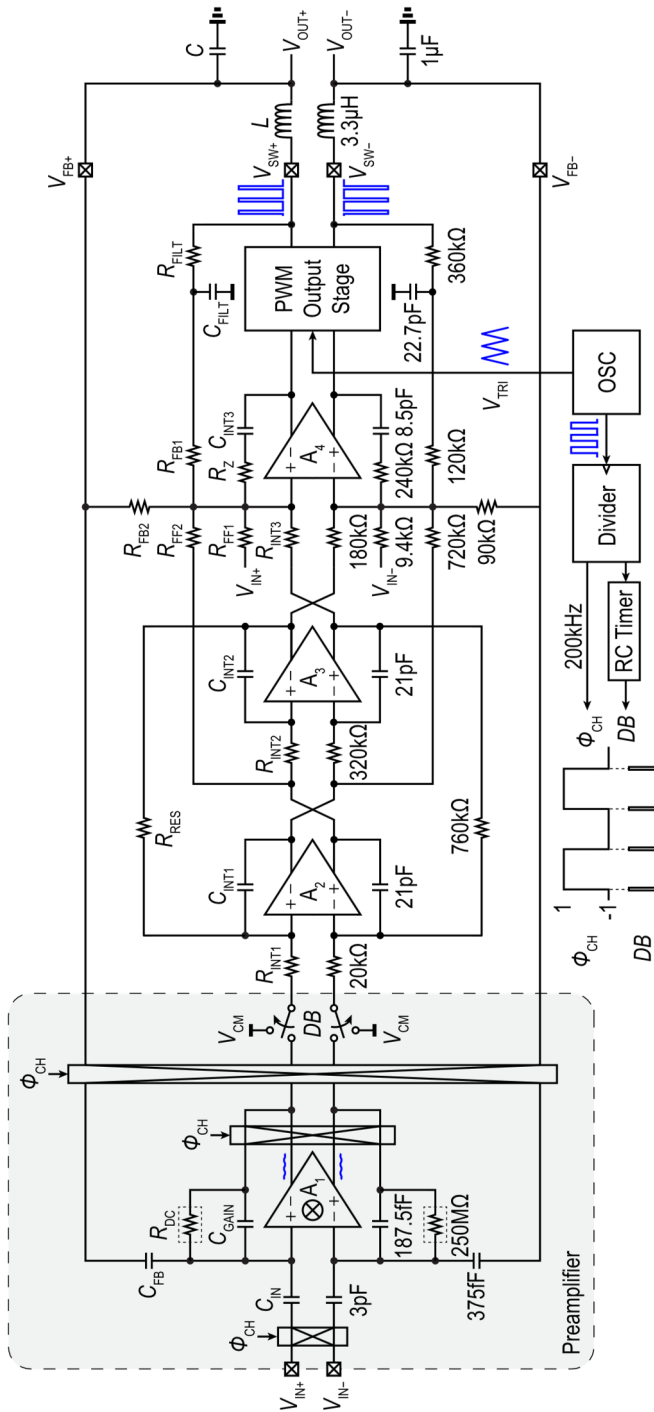 Preamplifier
V_IN+
V_IN−
Φ_CH
C_IN
3pF
C_FB
375fF
R_DC
C_GAIN
A_1
187.5fF
250MΩ
Φ_CH
Φ_CH
V_CM
DB
V_CM
R_INT1
20kΩ
R_RES
C_INT1
A_2
21pF
760kΩ
R_INT2
320kΩ
C_INT2
A_3
21pF
V_FB+
R_FB2
R_FF2
R_FF1
V_IN+
R_INT3
180kΩ
V_IN−
9.4kΩ
720kΩ
90kΩ
R_FB1
R_Z
C_INT3
A_4
240kΩ
8.5pF
120kΩ
C_FILT
R_FILT
PWM
Output
Stage
22.7pF
360kΩ
V_SW+
V_SW−
L
3.3μH
C
1μF
V_OUT+
V_OUT−
V_FB−
V_TRI
OSC
Divider
RC Timer
200kHz
Φ_CH
DB
Φ_CH
1
-1
DB
+
−
−
+
−
+
−
+
−
+